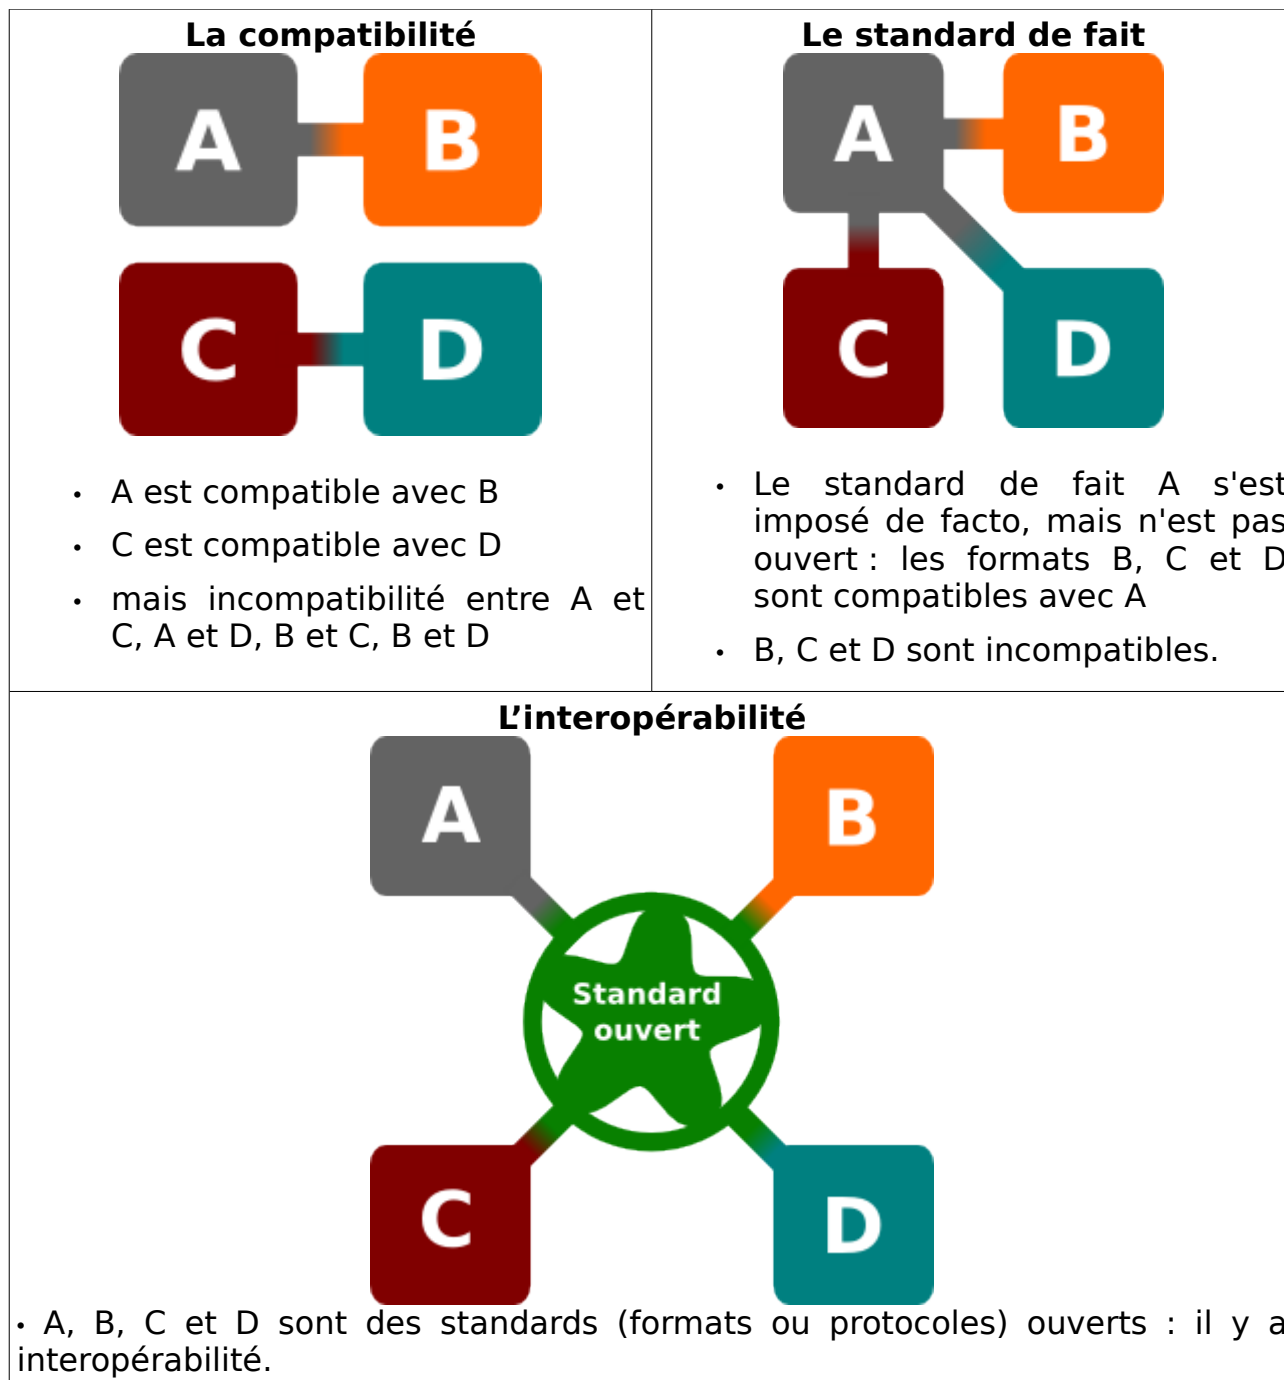 La compatibilité
A B
C D
• A est compatible avec B
• C est compatible avec D
• mais incompatibilité entre A et
C, A et D, B et C, B et D
Le standard de fait
A B
C D
• Le standard de fait A s'est
imposé de facto, mais n'est pas
ouvert : les formats B, C et D
sont compatibles avec A
• B, C et D sont incompatibles.
L’interopérabilité
A B
Standard
ouvert
C D
• A, B, C et D sont des standards (formats ou protocoles) ouverts : il y a
interopérabilité.